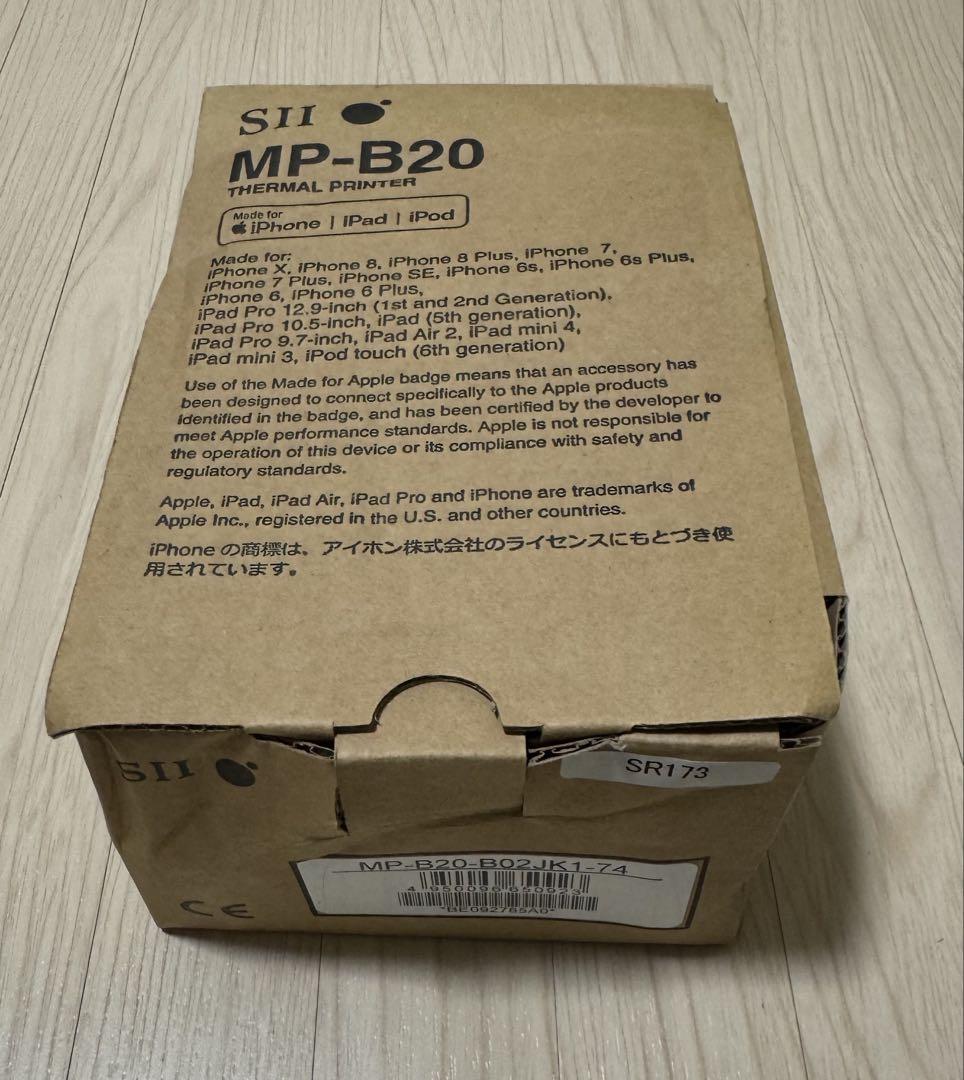 SII
MP-B20
THERMAL PRINTER
Made for
iPhone | iPad | iPod
Made for:
iPhone X, iPhone 8, iPhone 8 Plus, iPhone 7,
iPhone 7 Plus, iPhone SE, iPhone 6s, iPhone 6s Plus,
iPhone 6, iPhone 6 Plus,
iPad Pro 12.9-inch (1st and 2nd Generation),
iPad Pro 10.5-inch, iPad (5th generation),
iPad Pro 9.7-inch, iPad Air 2, iPad mini 4,
iPad mini 3, iPod touch (6th generation)
Use of the Made for Apple badge means that an accessory has
been designed to connect specifically to the Apple products
identified in the badge, and has been certified by the developer to
meet Apple performance standards. Apple is not responsible for
the operation of this device or its compliance with safety and
regulatory standards.
Apple, iPad, iPad Air, iPad Pro and iPhone are trademarks of
Apple Inc., registered in the U.S. and other countries.
iPhone の商標は、アイホン株式会社のライセンスにもとづき使
用されています。
SII
SR173
MP-B20-B02JK1-74
4 950096 650923
*BE092765A0*
CE